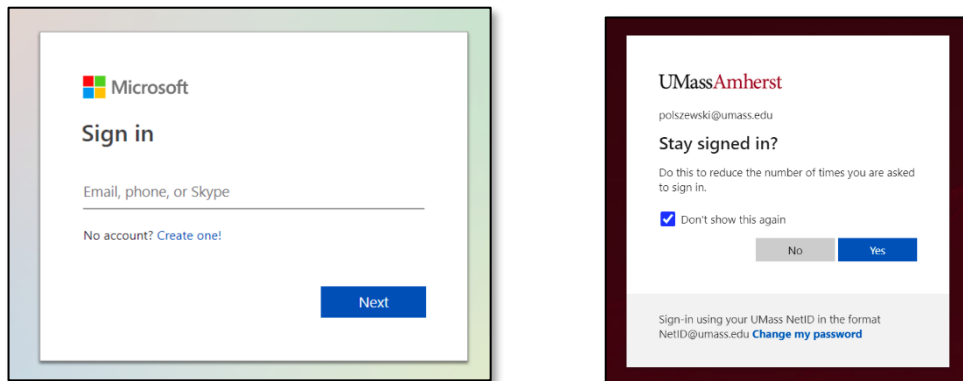 Microsoft
Sign in
Email, phone, or Skype
No account? Create one!
Next
UMassAmherst
polszewski@umass.edu
Stay signed in?
Do this to reduce the number of times you are asked
to sign in.
Don't show this again
No Yes
Sign-in using your UMass NetID in the format
NetID@umass.edu Change my password